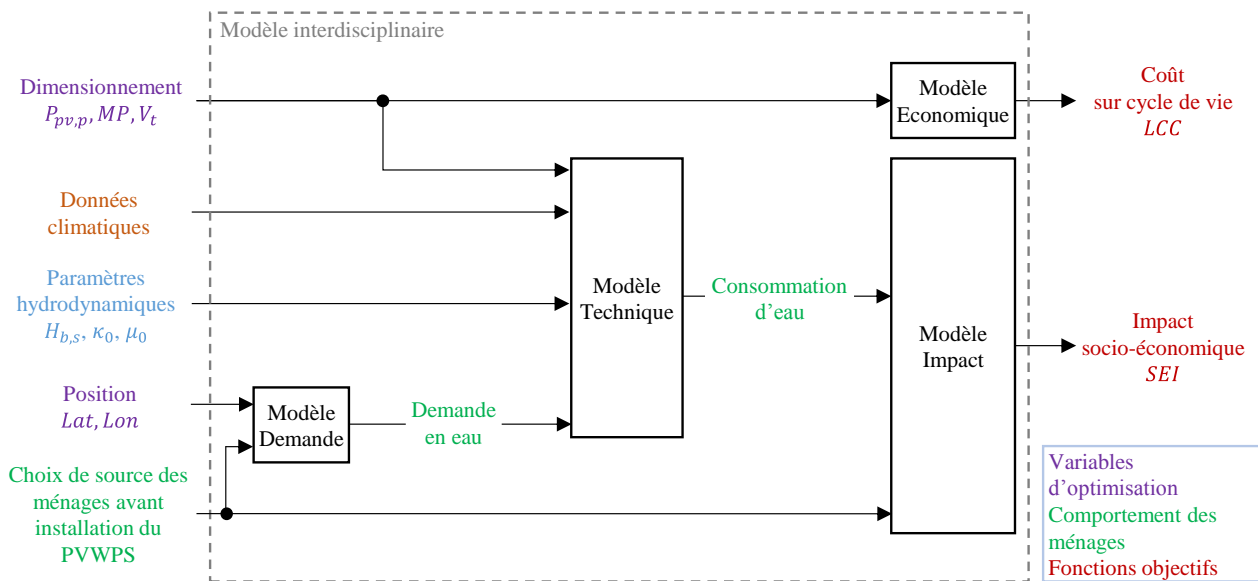 Modèle interdisciplinaire
Dimensionnement
P_{pv,p}, MP, V_t
Modèle
Economique
Coût
sur cycle de vie
LCC
Données
climatiques
Paramètres
hydrodynamiques
H_{b,s}, κ_0, μ_0
Modèle
Technique
Consommation
d’eau
Modèle
Impact
Impact
socio-économique
SEI
Position
Lat, Lon
Modèle
Demande
Demande
en eau
Choix de source des
ménages avant
installation du
PVWPS
Variables
d’optimisation
Comportement des
ménages
Fonctions objectifs